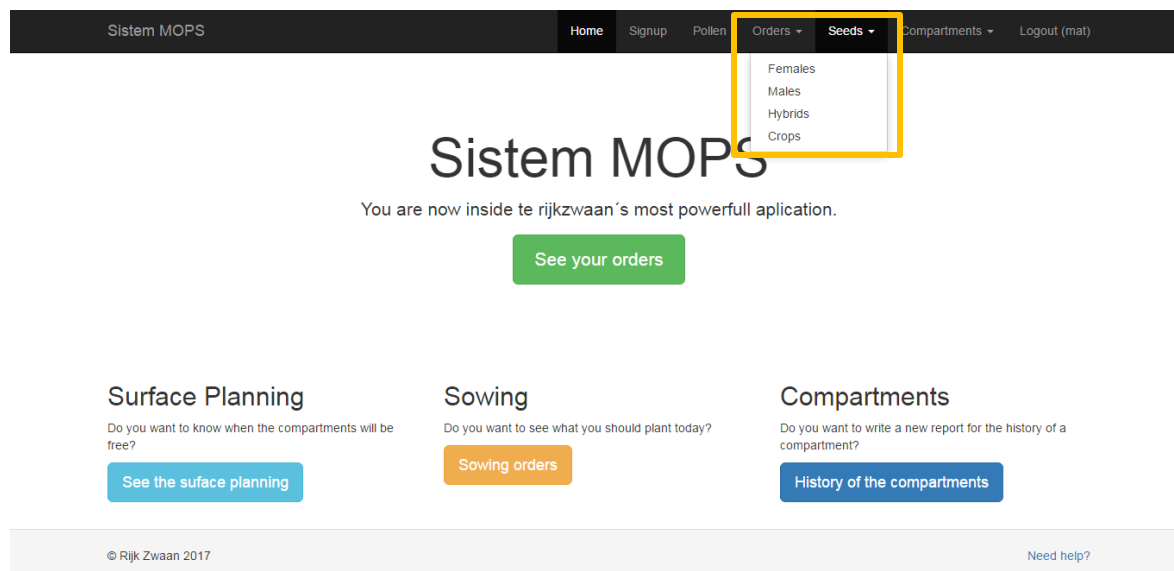 Sistem MOPS Home Signup Pollen Orders Seeds Compartments Logout (mat)
Females
Males
Hybrids
Crops
Sistem MOPS
You are now inside te rijkzwaan´s most powerfull aplication.
See your orders
Surface Planning
Do you want to know when the compartments will be
free?
See the suface planning
Sowing
Do you want to see what you should plant today?
Sowing orders
Compartments
Do you want to write a new report for the history of a
compartment?
History of the compartments
© Rijk Zwaan 2017 Need help?